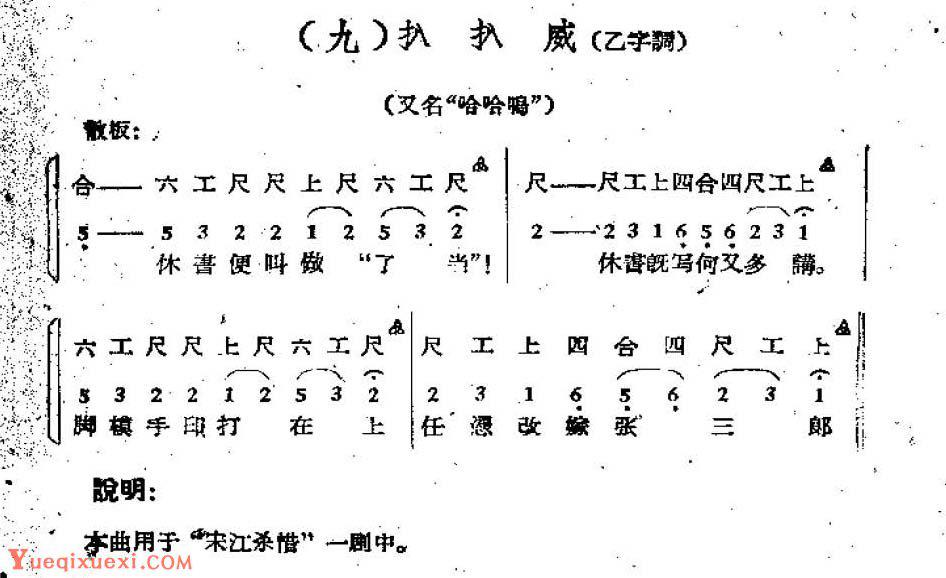 (九)扒 扒 威(乙字調)
(又名“哈哈鳴”)
散板:
合—— 六 工 尺 尺 上 尺 六 工 尺 尺——尺工上四合四尺工上
5—— 5 3 2 2 1 2 5 3 2 2——2 3 1 6 5 6 2 3 1
休 書 便 叫 做 “了 当”! 休書既写何又多 講。
六 工 尺 尺 上 尺 六 工 尺 尺 工 上 四 合 四 尺 工 上
5 3 2 2 1 2 5 3 2 2 3 1 6 5 6 2 3 1
脚 模 手 印 打 在 上 任 憑 改 嫁 张 三 郎
說明:
本曲用于“宋江杀惜”一剧中。
Yueqixuexi.com